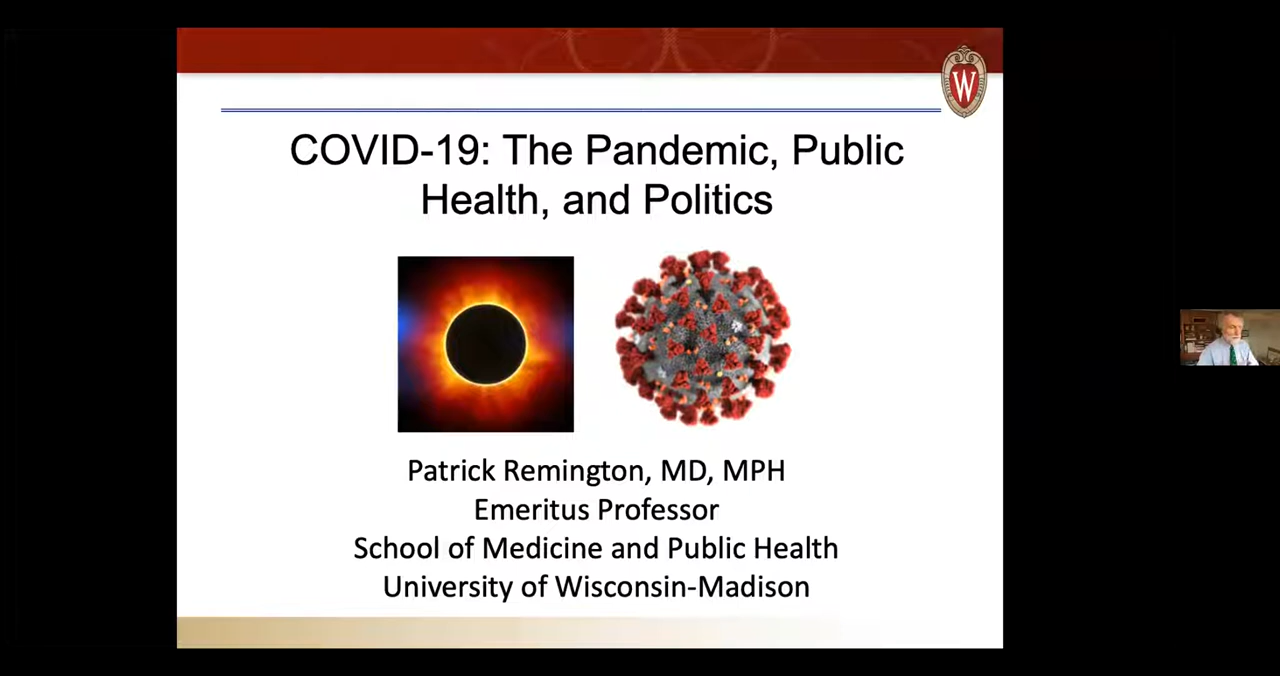 W
COVID-19: The Pandemic, Public
Health, and Politics
Patrick Remington, MD, MPH
Emeritus Professor
School of Medicine and Public Health
University of Wisconsin-Madison